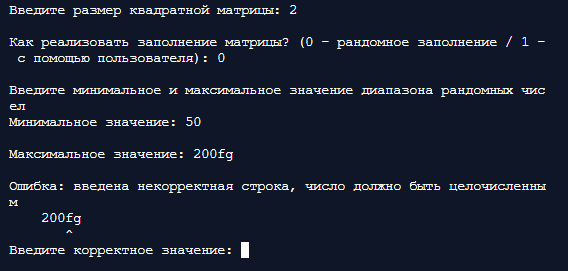 Введите размер квадратной матрицы: 2
Как реализовать заполнение матрицы? (0 - рандомное заполнение / 1 -
с помощью пользователя): 0
Введите минимальное и максимальное значение диапазона рандомных чис
ел
Минимальное значение: 50
Максимальное значение: 200fg
Ошибка: введена некорректная строка, число должно быть целочисленны
м
200fg
^
Введите корректное значение: